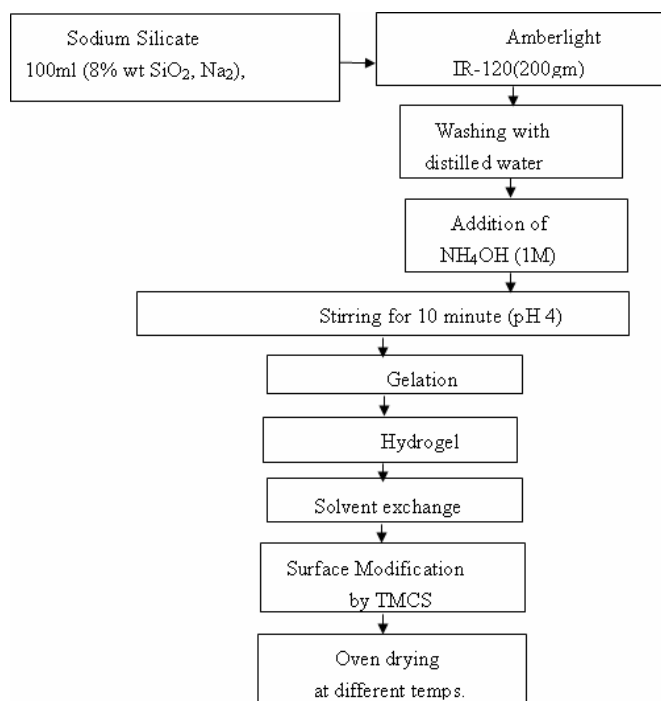 Sodium Silicate
100ml (8% wt SiO₂, Na₂),
Amberlight
IR-120(200gm)
Washing with
distilled water
Addition of
NH₄OH (1M)
Stirring for 10 minute (pH 4)
Gelation
Hydrogel
Solvent exchange
Surface Modification
by TMCS
Oven drying
at different temps.